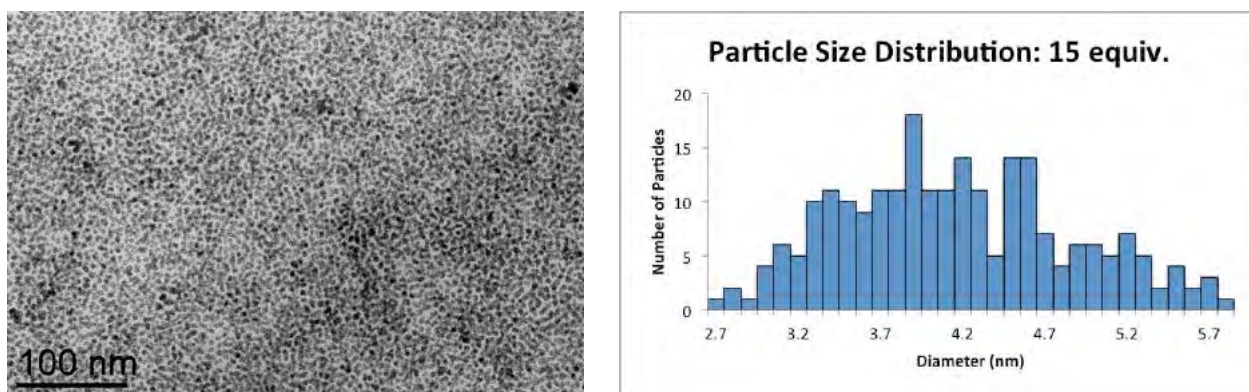 100 nm
Particle Size Distribution: 15 equiv.
20
15
10
5
0
Number of Particles
2.7 3.2 3.7 4.2 4.7 5.2 5.7
Diameter (nm)